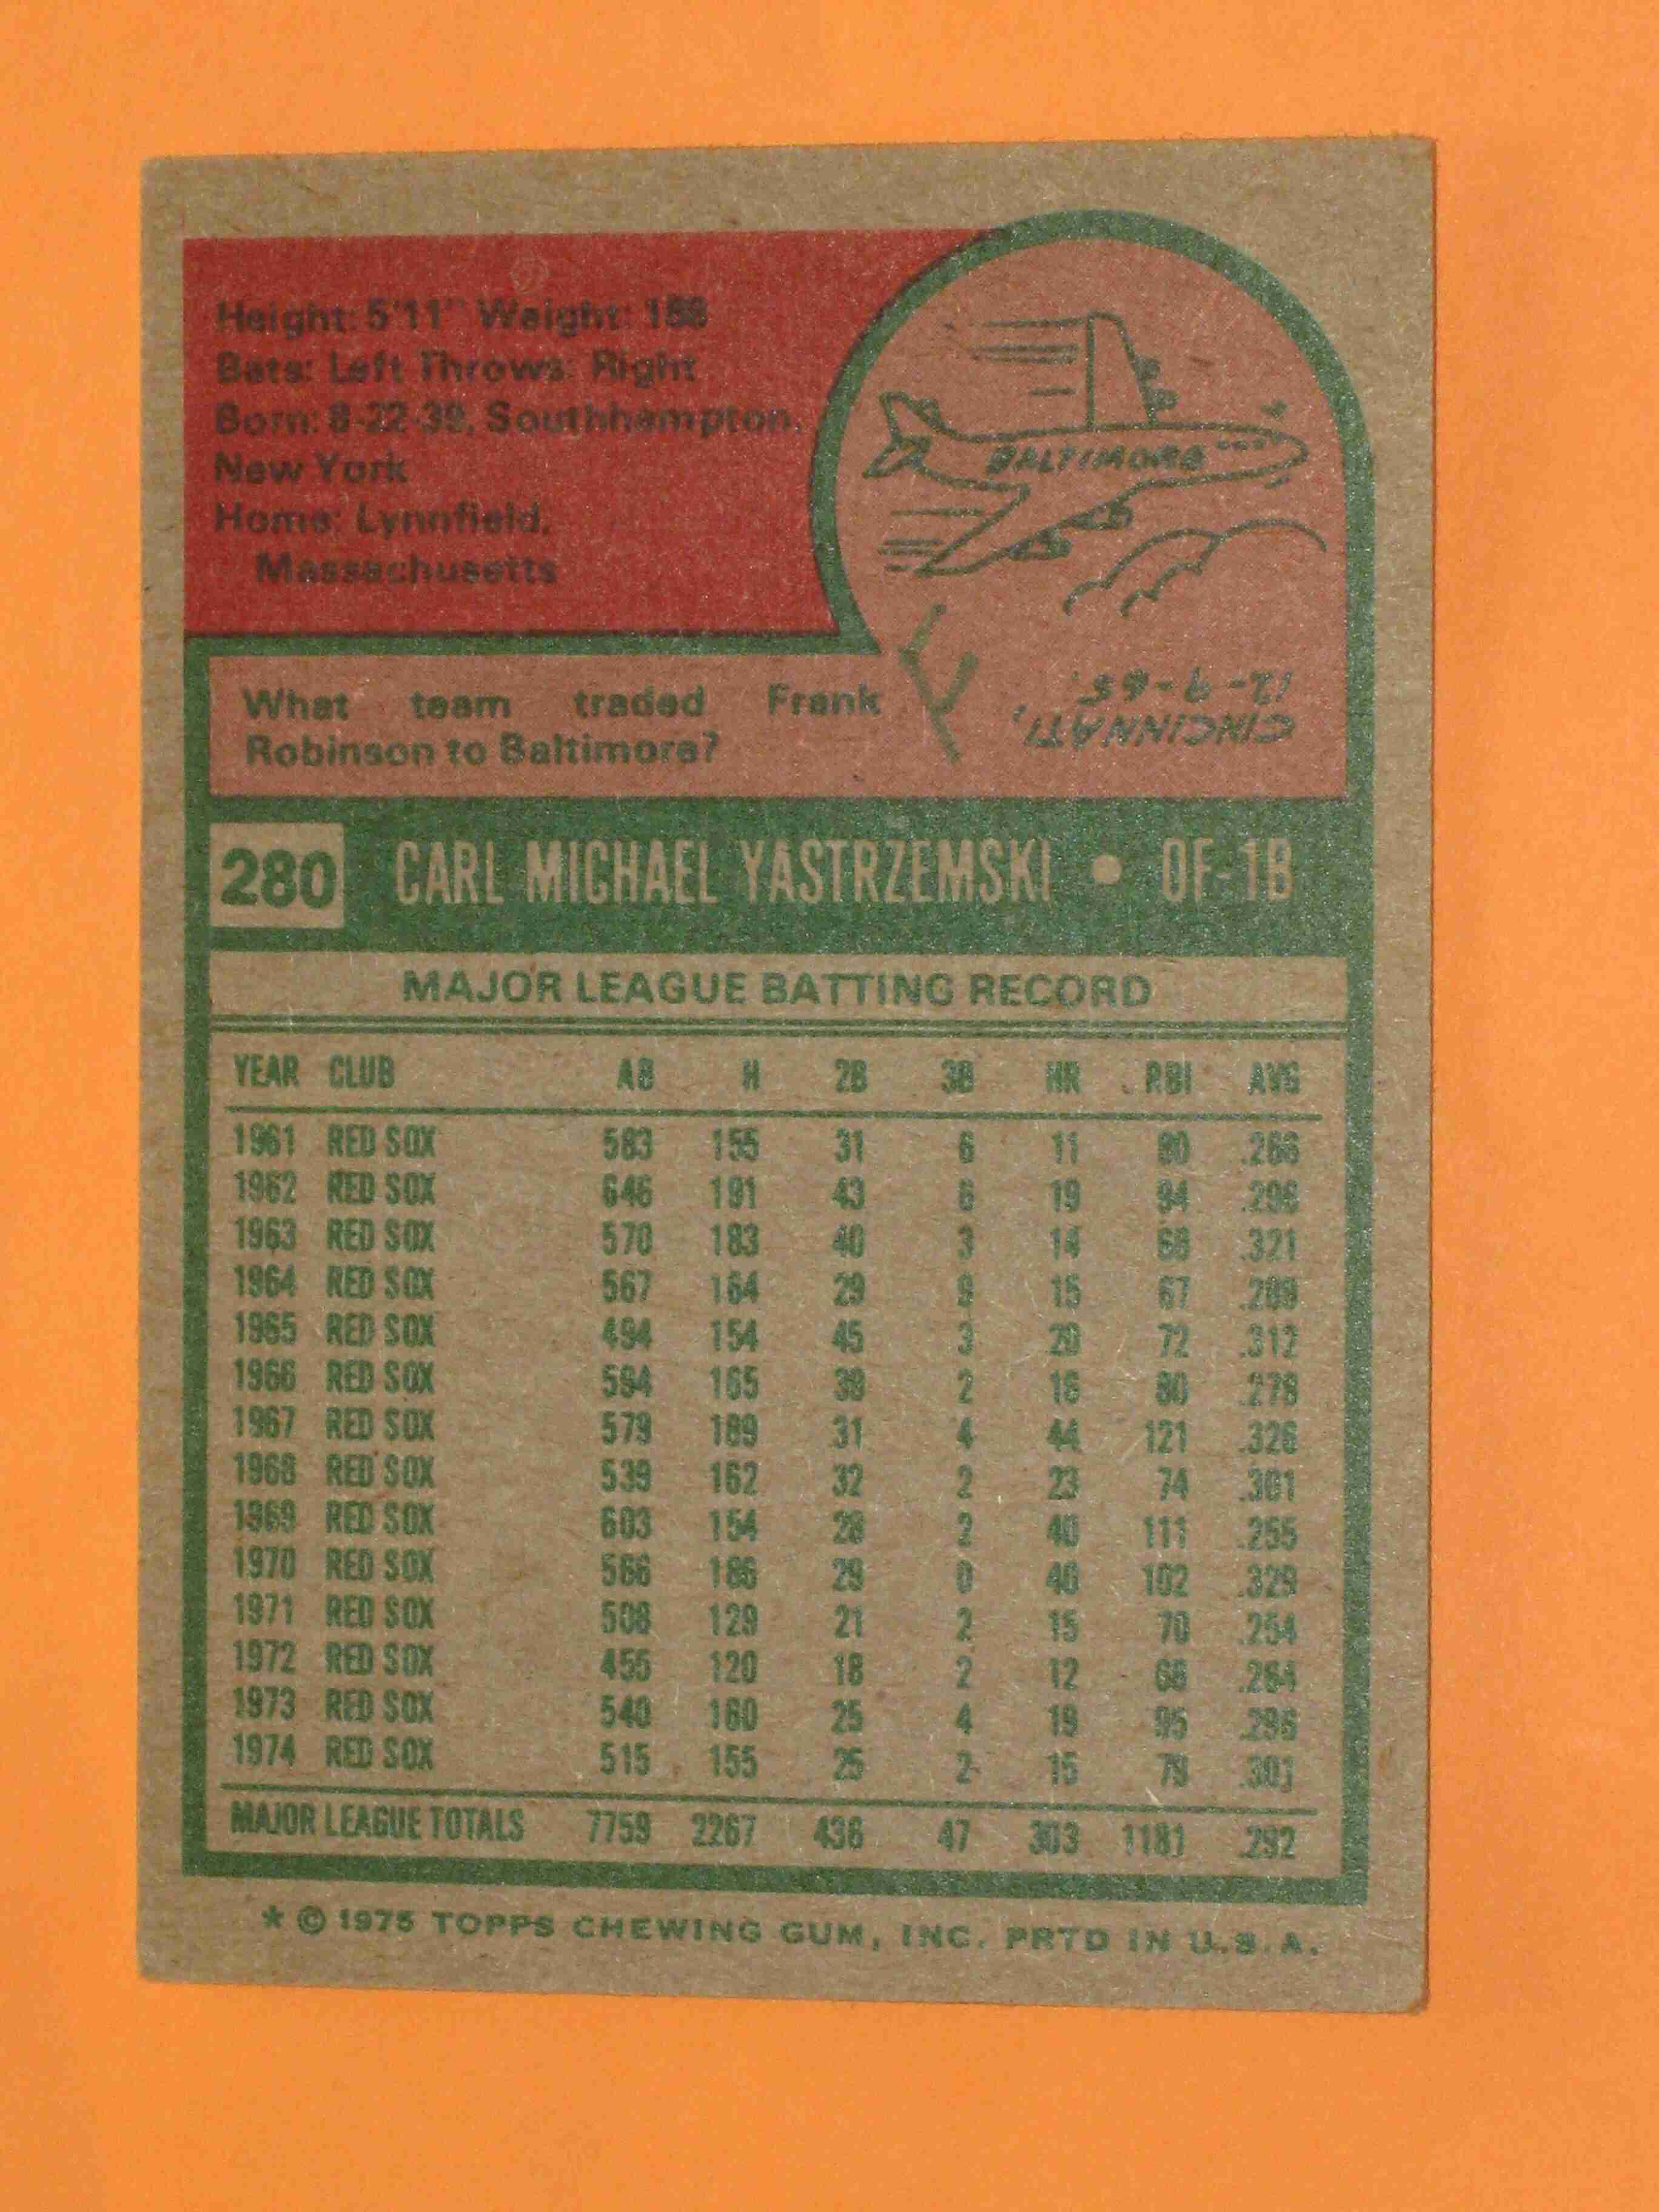 Height: 5'11" Weight: 188
Bats: Left Throws: Right
Born: 8-22-39, Southhampton,
New York
Home: Lynnfield,
Massachusetts
BALTIMORE
What team traded Frank
Robinson to Baltimore?
CINCINNATI,
12-9-65.
280 CARL MICHAEL YASTRZEMSKI • OF-1B
MAJOR LEAGUE BATTING RECORD
YEAR CLUB AB H 2B 3B HR RBI AVG
1961 RED SOX 583 155 31 6 11 80 .266
1962 RED SOX 646 191 43 6 19 94 .296
1963 RED SOX 570 183 40 3 14 68 .321
1964 RED SOX 567 164 29 9 15 67 .289
1965 RED SOX 494 154 45 3 20 72 .312
1966 RED SOX 594 165 39 2 16 80 .278
1967 RED SOX 579 189 31 4 44 121 .326
1968 RED SOX 539 162 32 2 23 74 .301
1969 RED SOX 603 154 28 2 40 111 .255
1970 RED SOX 566 186 29 0 40 102 .329
1971 RED SOX 508 129 21 2 15 70 .254
1972 RED SOX 455 120 18 2 12 68 .264
1973 RED SOX 540 160 25 4 19 95 .296
1974 RED SOX 515 155 25 2 15 79 .301
MAJOR LEAGUE TOTALS 7759 2267 436 47 303 1181 .292
* © 1975 TOPPS CHEWING GUM, INC. PRTD IN U.S.A.